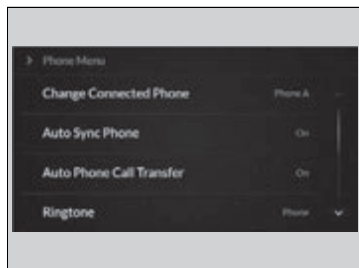 Phone Menu
Change Connected Phone Phone A
Auto Sync Phone On
Auto Phone Call Transfer On
Ringtone Phone